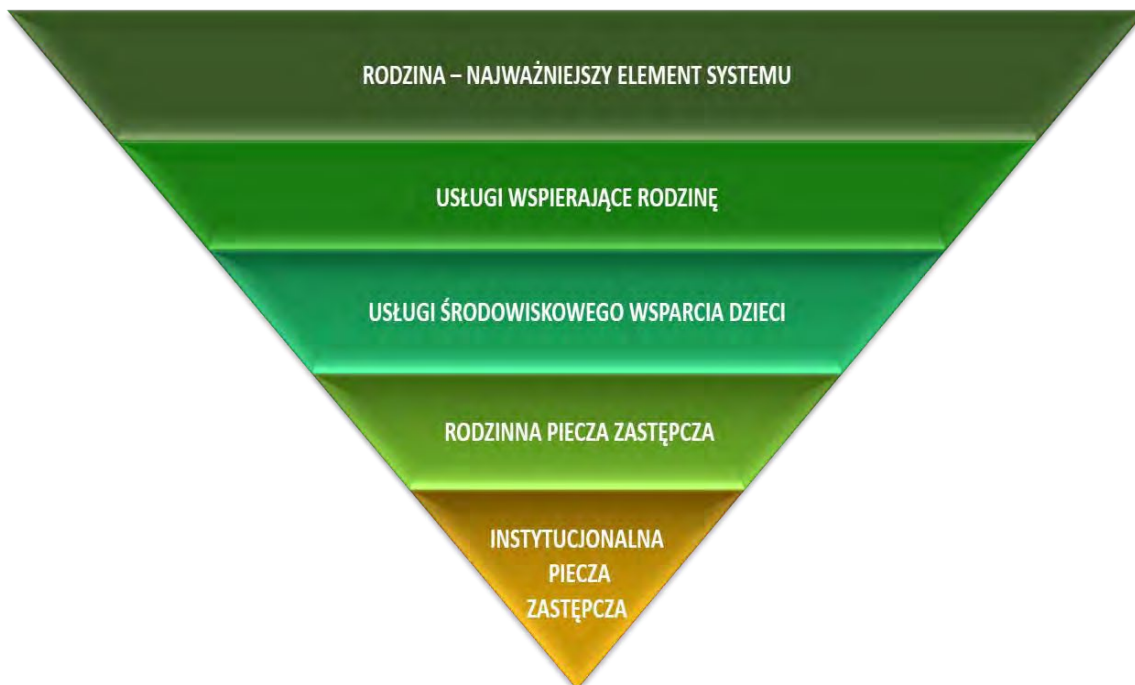 RODZINA – NAJWAŻNIEJSZY ELEMENT SYSTEMU
USŁUGI WSPIERAJĄCE RODZINĘ
USŁUGI ŚRODOWISKOWEGO WSPARCIA DZIECI
RODZINNA PIECZA ZASTĘPCZA
INSTYTUCJONALNA
PIECZA
ZASTĘPCZA